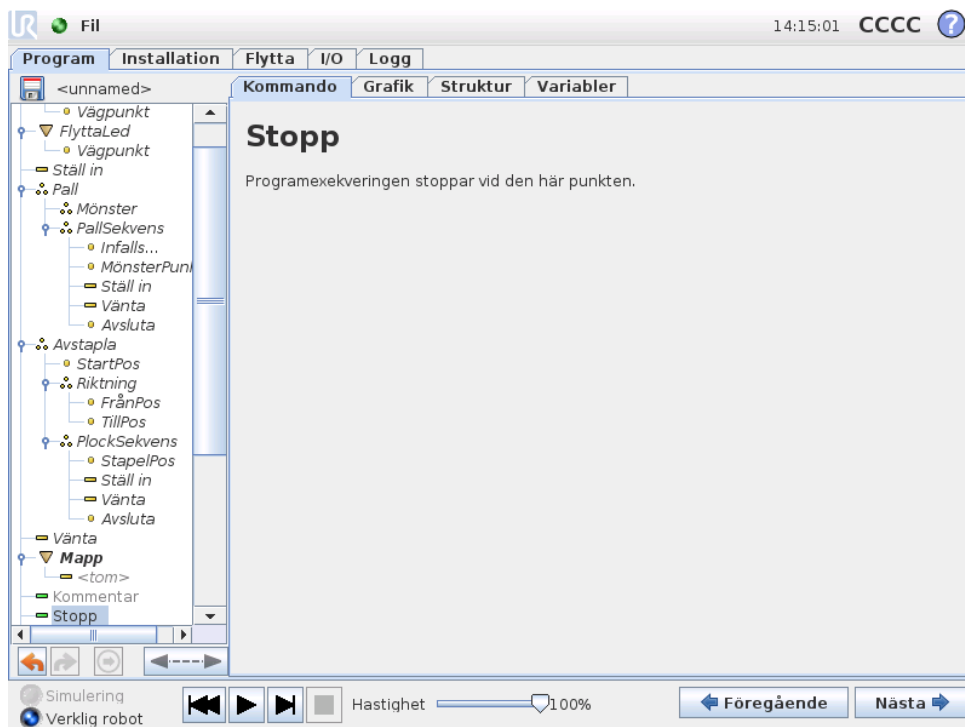 UR Fil 14:15:01 CCCC ?
Program Installation Flytta I/O Logg
<unnamed>
Vägpunkt
FlyttaLed
Vägpunkt
Ställ in
Pall
Mönster
PallSekvens
Infalls...
MönsterPunl
Ställ in
Vänta
Avsluta
Avstapla
StartPos
Riktning
FrånPos
TillPos
PlockSekvens
StapelPos
Ställ in
Vänta
Avsluta
Vänta
Mapp
<tom>
Kommentar
Stopp
Kommando Grafik Struktur Variabler
Stopp
Programexekveringen stoppar vid den här punkten.
Simulering
Verklig robot
Hastighet 100%
Föregående Nästa